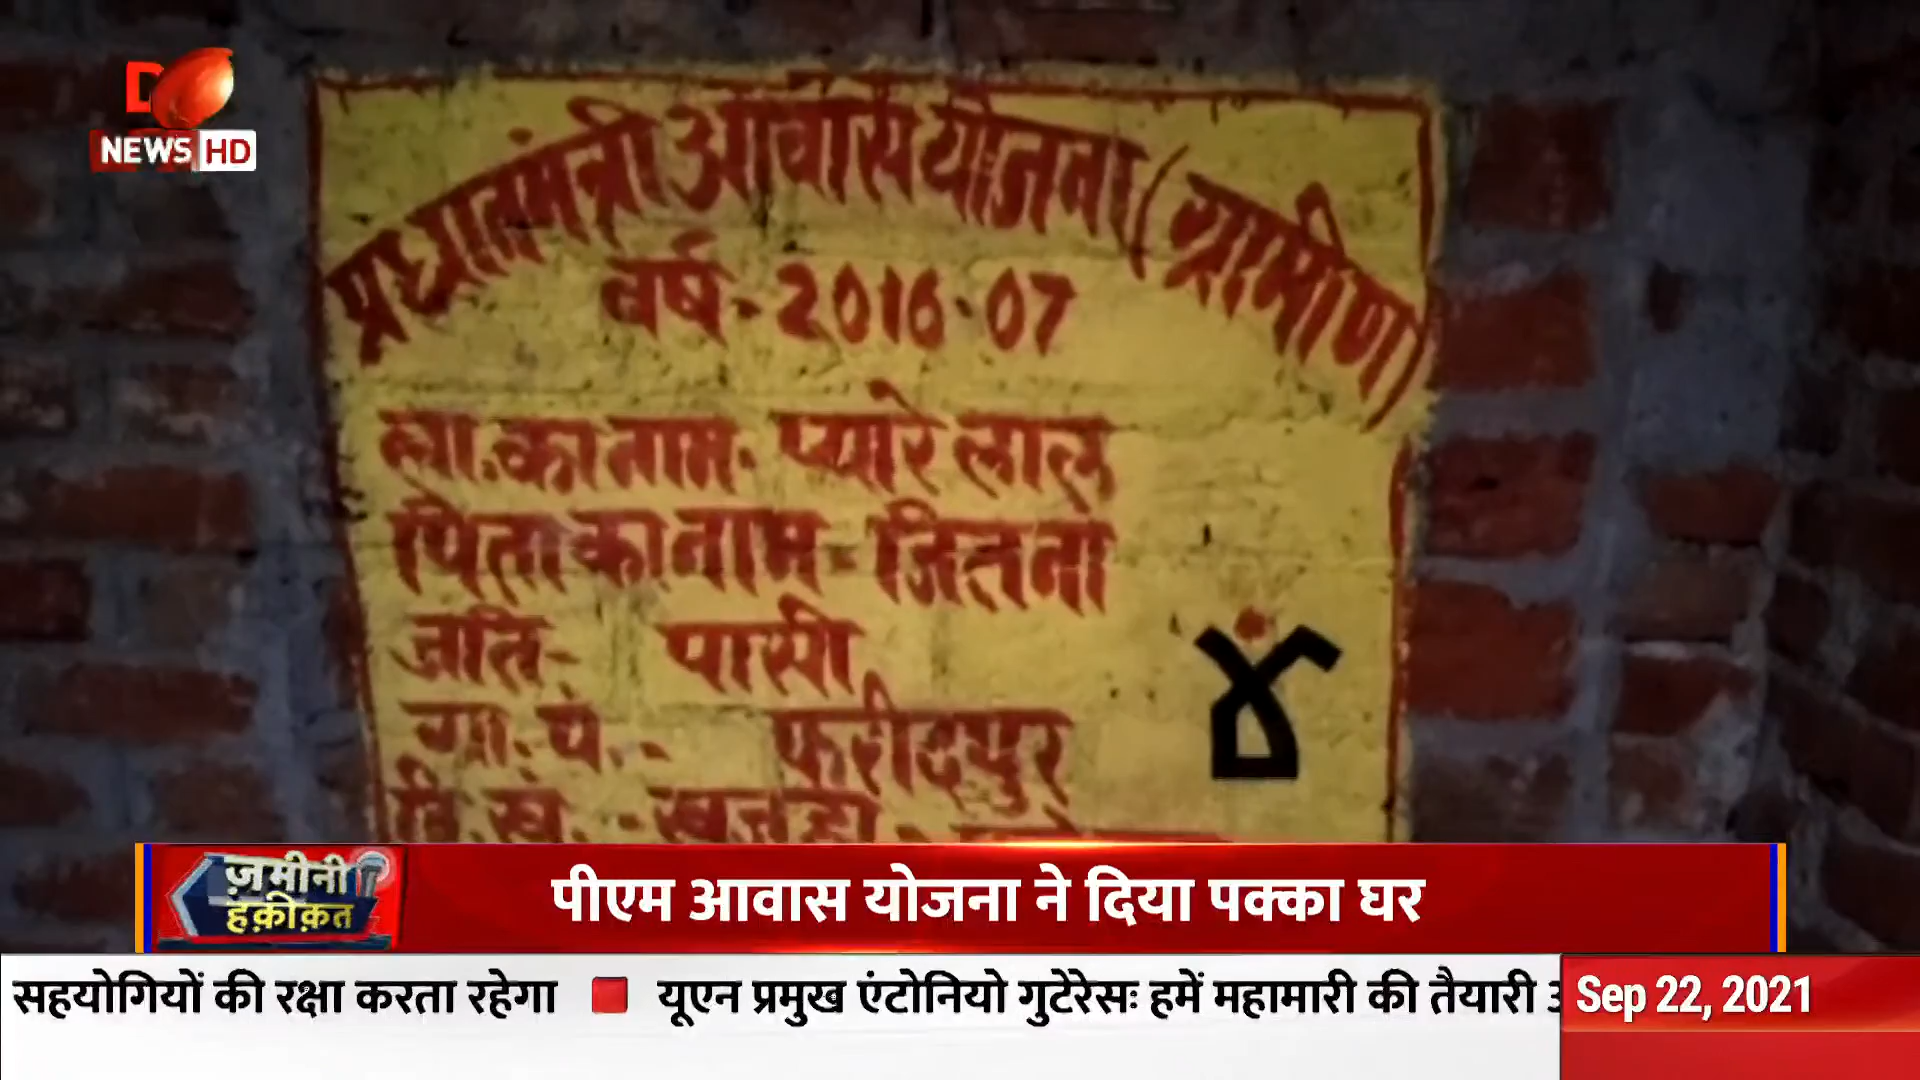 D
NEWS HD
प्रधानमंत्री आवास योजना (ग्रामीण)
वर्ष-2016-07
ला.का नाम- प्यारे लाल
पिता का नाम- जितना
जाति- पासी
ग्रा. पं.-- फरीदपुर
वि.खं.--
ज़मीनी
हक़ीक़त
पीएम आवास योजना ने दिया पक्का घर
सहयोगियों की रक्षा करता रहेगा यूएन प्रमुख एंटोनियो गुटेरेसः हमें महामारी की तैयारी
Sep 22, 2021